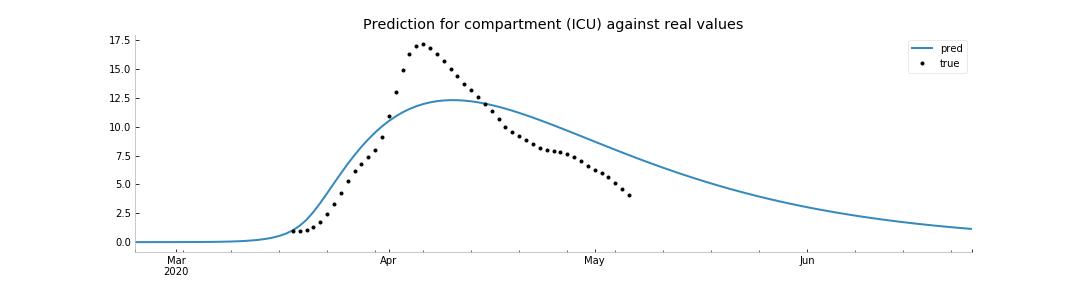 Prediction for compartment (ICU) against real values
17.5
15.0
12.5
10.0
7.5
5.0
2.5
0.0
pred
true
Mar
2020
Apr
May
Jun